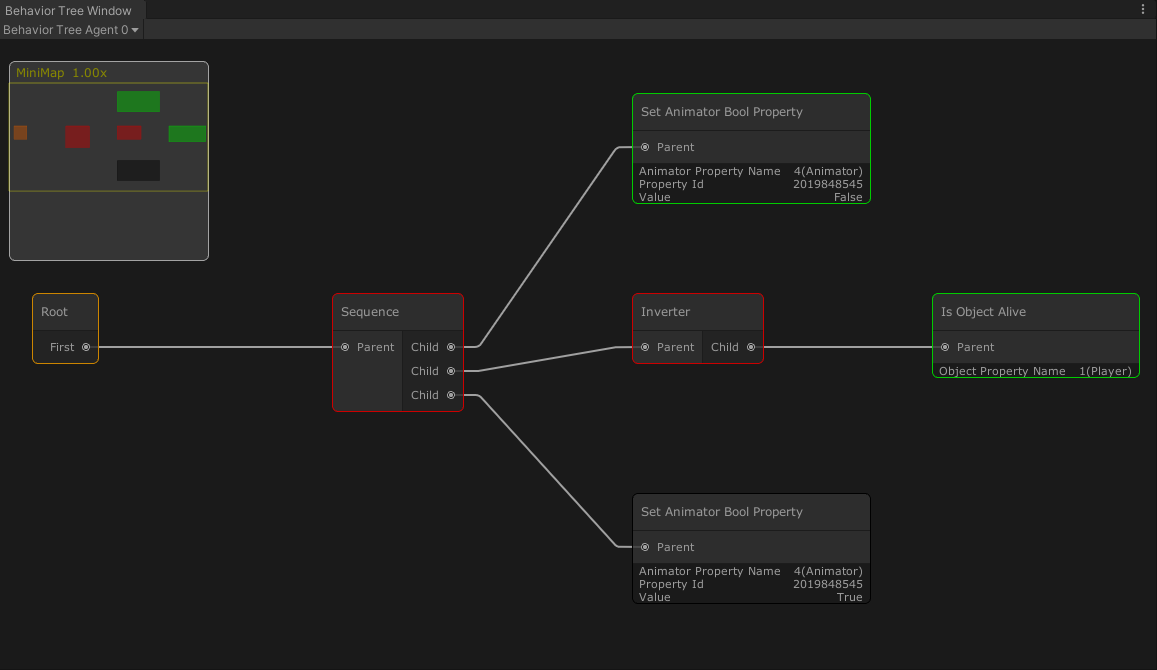 Behavior Tree Window
Behavior Tree Agent 0
MiniMap 1.00x
Set Animator Bool Property
Parent
Animator Property Name 4(Animator)
Property Id 2019848545
Value False
Root
First
Sequence
Parent Child
Child
Child
Inverter
Parent Child
Is Object Alive
Parent
Object Property Name 1(Player)
Set Animator Bool Property
Parent
Animator Property Name 4(Animator)
Property Id 2019848545
Value True